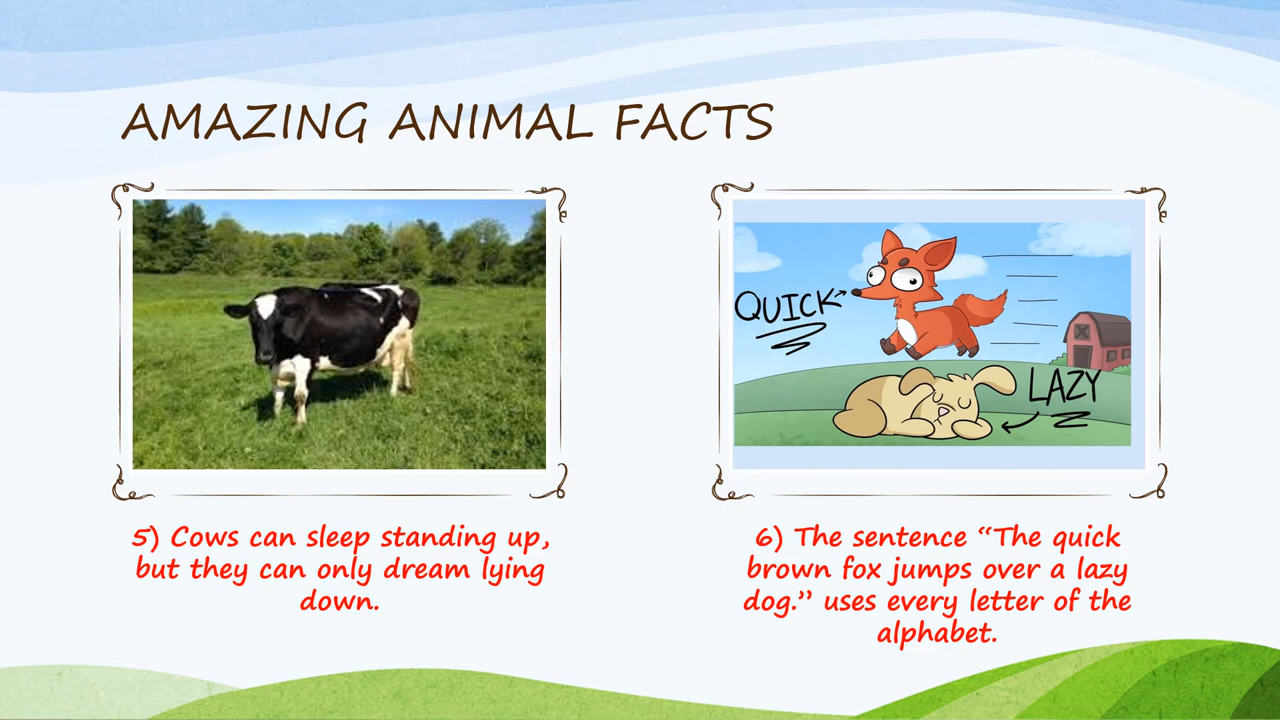 AMAZING ANIMAL FACTS
QUICK
LAZY
5) Cows can sleep standing up,
but they can only dream lying
down.
6) The sentence “The quick
brown fox jumps over a lazy
dog.” uses every letter of the
alphabet.